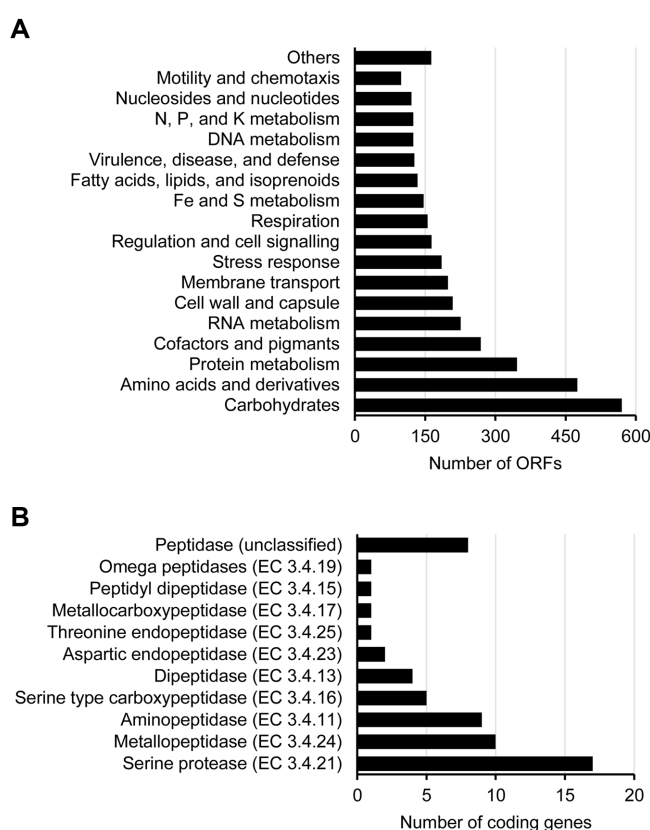 A
Others
Motility and chemotaxis
Nucleosides and nucleotides
N, P, and K metabolism
DNA metabolism
Virulence, disease, and defense
Fatty acids, lipids, and isoprenoids
Fe and S metabolism
Respiration
Regulation and cell signalling
Stress response
Membrane transport
Cell wall and capsule
RNA metabolism
Cofactors and pigmants
Protein metabolism
Amino acids and derivatives
Carbohydrates
0 150 300 450 600
Number of ORFs
B
Peptidase (unclassified)
Omega peptidases (EC 3.4.19)
Peptidyl dipeptidase (EC 3.4.15)
Metallocarboxypeptidase (EC 3.4.17)
Threonine endopeptidase (EC 3.4.25)
Aspartic endopeptidase (EC 3.4.23)
Dipeptidase (EC 3.4.13)
Serine type carboxypeptidase (EC 3.4.16)
Aminopeptidase (EC 3.4.11)
Metallopeptidase (EC 3.4.24)
Serine protease (EC 3.4.21)
0 5 10 15 20
Number of coding genes